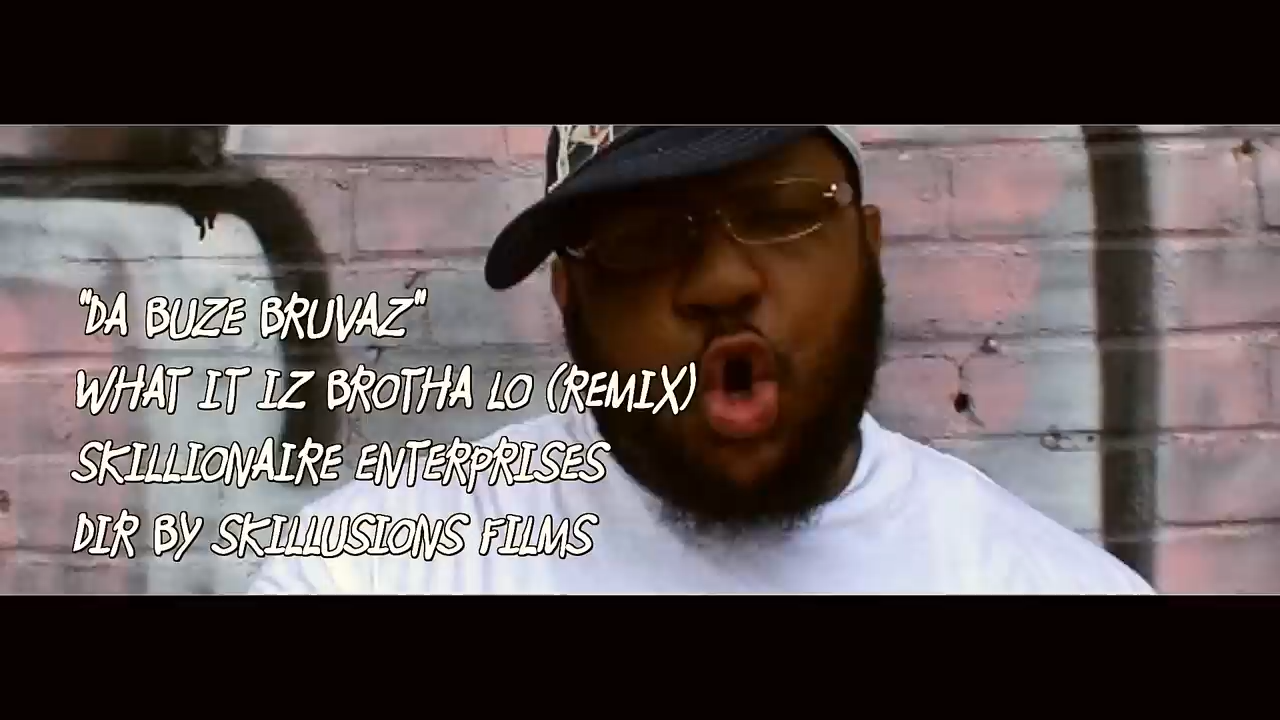 "DA BUZE BRUVAZ"
WHAT IT IZ BROTHA LO (REMIX)
SKILLIONAIRE ENTERPRISES
DIR BY SKILLUSIONS FILMS